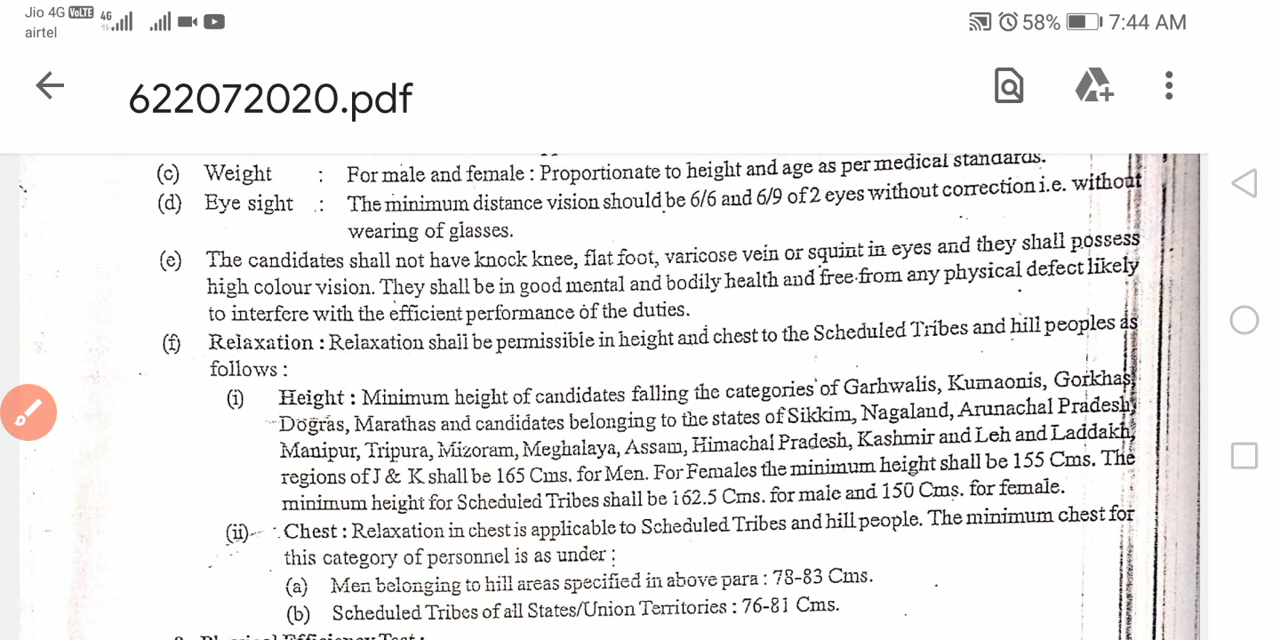 Jio 4G VoLTE 4G 58% 7:44 AM
airtel
622072020.pdf
(c) Weight : For male and female : Proportionate to height and age as per medical standards.
(d) Eye sight : The minimum distance vision should be 6/6 and 6/9 of 2 eyes without correction i.e. without
wearing of glasses.
(e) The candidates shall not have knock knee, flat foot, varicose vein or squint in eyes and they shall possess
high colour vision. They shall be in good mental and bodily health and free from any physical defect likely
to interfere with the efficient performance of the duties.
(f) Relaxation : Relaxation shall be permissible in height and chest to the Scheduled Tribes and hill peoples as
follows :
(i) Height : Minimum height of candidates falling the categories of Garhwalis, Kumaonis, Gorkhas,
Dogras, Marathas and candidates belonging to the states of Sikkim, Nagaland, Arunachal Pradesh,
Manipur, Tripura, Mizoram, Meghalaya, Assam, Himachal Pradesh, Kashmir and Leh and Laddakh,
regions of J & K shall be 165 Cms. for Men. For Females the minimum height shall be 155 Cms. The
minimum height for Scheduled Tribes shall be 162.5 Cms. for male and 150 Cms. for female.
(ii) Chest : Relaxation in chest is applicable to Scheduled Tribes and hill people. The minimum chest for
this category of personnel is as under :
(a) Men belonging to hill areas specified in above para : 78-83 Cms.
(b) Scheduled Tribes of all States/Union Territories : 76-81 Cms.
Physical Efficiency Test :